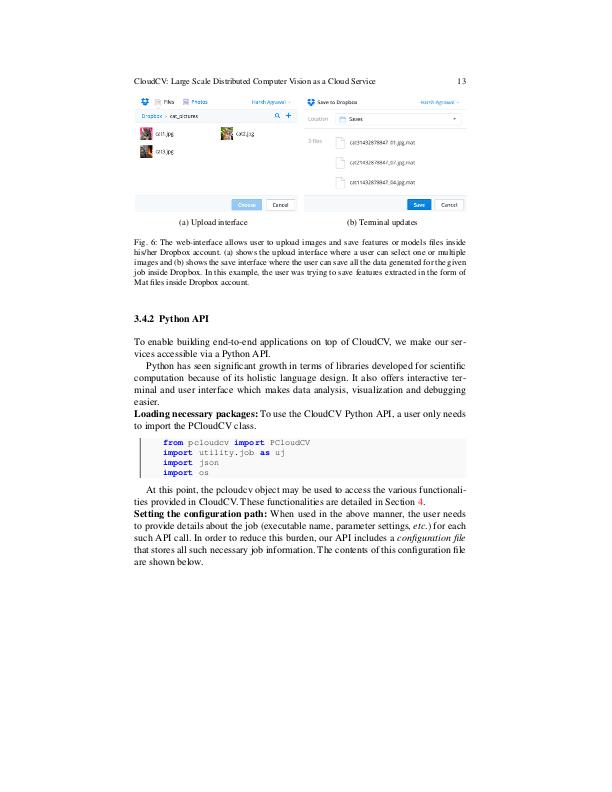 CloudCV: Large Scale Distributed Computer Vision as a Cloud Service 13
Files Photos Harsh Agrawal
Dropbox › cat_pictures
cat1.jpg cat2.jpg
cat3.jpg
Choose Cancel
Save to Dropbox Harsh Agrawal
Location Saves
3 files
cat31432878847_01.jpg.mat
cat21432878847_07.jpg.mat
cat11432878847_04.jpg.mat
Save Cancel
(a) Upload interface (b) Terminal updates
Fig. 6: The web-interface allows user to upload images and save features or models files inside
his/her Dropbox account. (a) shows the upload interface where a user can select one or multiple
images and (b) shows the save interface where the user can save all the data generated for the given
job inside Dropbox. In this example, the user was trying to save features extracted in the form of
Mat files inside Dropbox account.
3.4.2 Python API
To enable building end-to-end applications on top of CloudCV, we make our ser-
vices accessible via a Python API.
Python has seen significant growth in terms of libraries developed for scientific
computation because of its holistic language design. It also offers interactive ter-
minal and user interface which makes data analysis, visualization and debugging
easier.
Loading necessary packages: To use the CloudCV Python API, a user only needs
to import the PCloudCV class.
from pcloudcv import PCloudCV
import utility.job as uj
import json
import os
At this point, the pcloudcv object may be used to access the various functionali-
ties provided in CloudCV. These functionalities are detailed in Section 4.
Setting the configuration path: When used in the above manner, the user needs
to provide details about the job (executable name, parameter settings, etc.) for each
such API call. In order to reduce this burden, our API includes a configuration file
that stores all such necessary job information. The contents of this configuration file
are shown below.